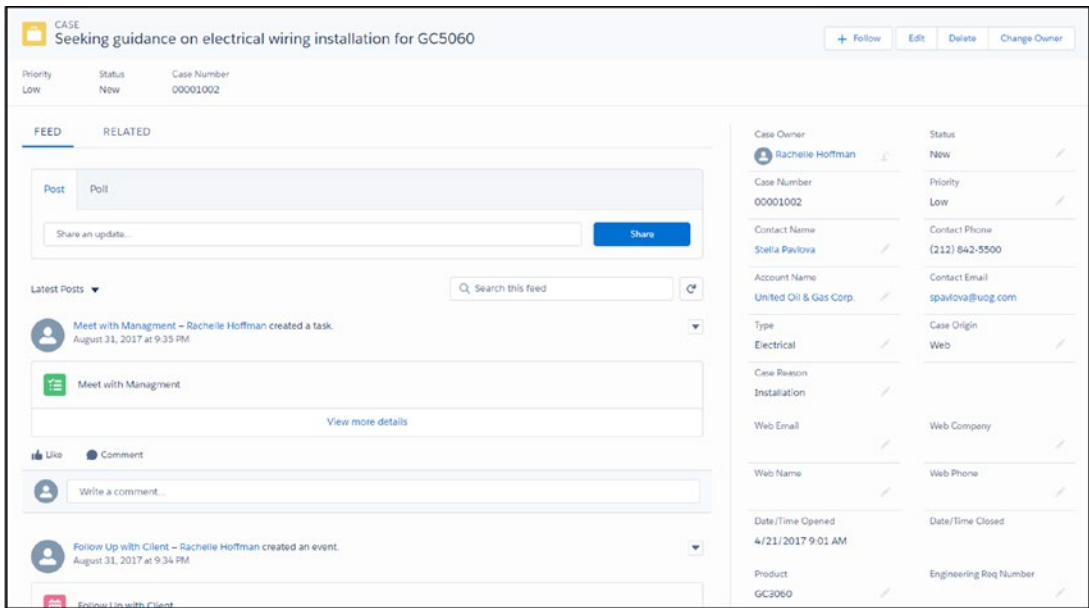 CASE
Seeking guidance on electrical wiring installation for GC5060
+ Follow
Edit
Delete
Change Owner
Priority
Status
Case Number
Low
New
00001002
FEED
RELATED
Post
Poll
Share an update...
Share
Latest Posts
Search this feed
Meet with Managment – Rachelle Hoffman created a task.
August 31, 2017 at 9:35 PM
Meet with Managment
View more details
Like
Comment
Write a comment...
Follow Up with Client – Rachelle Hoffman created an event.
August 31, 2017 at 9:34 PM
Follow Up with Client
Case Owner
Rachelle Hoffman
Status
New
Case Number
00001002
Priority
Low
Contact Name
Stella Pavlova
Contact Phone
(212) 842-5500
Account Name
United Oil & Gas Corp.
Contact Email
spavlova@uog.com
Type
Electrical
Case Origin
Web
Case Reason
Installation
Web Email
Web Company
Web Name
Web Phone
Date/Time Opened
4/21/2017 9:01 AM
Date/Time Closed
Product
GC3060
Engineering Req Number